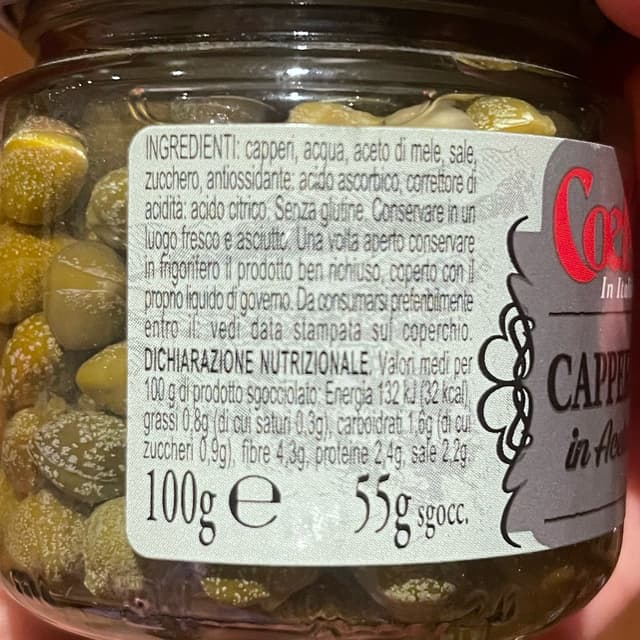 INGREDIENTI: capperi, acqua, aceto di mele, sale,
zucchero, antiossidante: acido ascorbico, correttore di
acidità: acido citrico. Senza glutine. Conservare in un
luogo fresco e asciutto. Una volta aperto conservare
in frigorifero il prodotto ben richiuso, coperto con il
proprio liquido di governo. Da consumarsi preferibilmente
entro il: vedi data stampata sul coperchio.
DICHIARAZIONE NUTRIZIONALE. Valori medi per
100 g di prodotto sgocciolato: Energia 132 kJ (32 kcal),
grassi 0,8g (di cui saturi 0,3g), carboidrati 1,6g (di cui
zuccheri 0,9g), fibre 4,3g, proteine 2,4g, sale 2,2g.
100g e 55g sgocc.
In
CAPPE
in